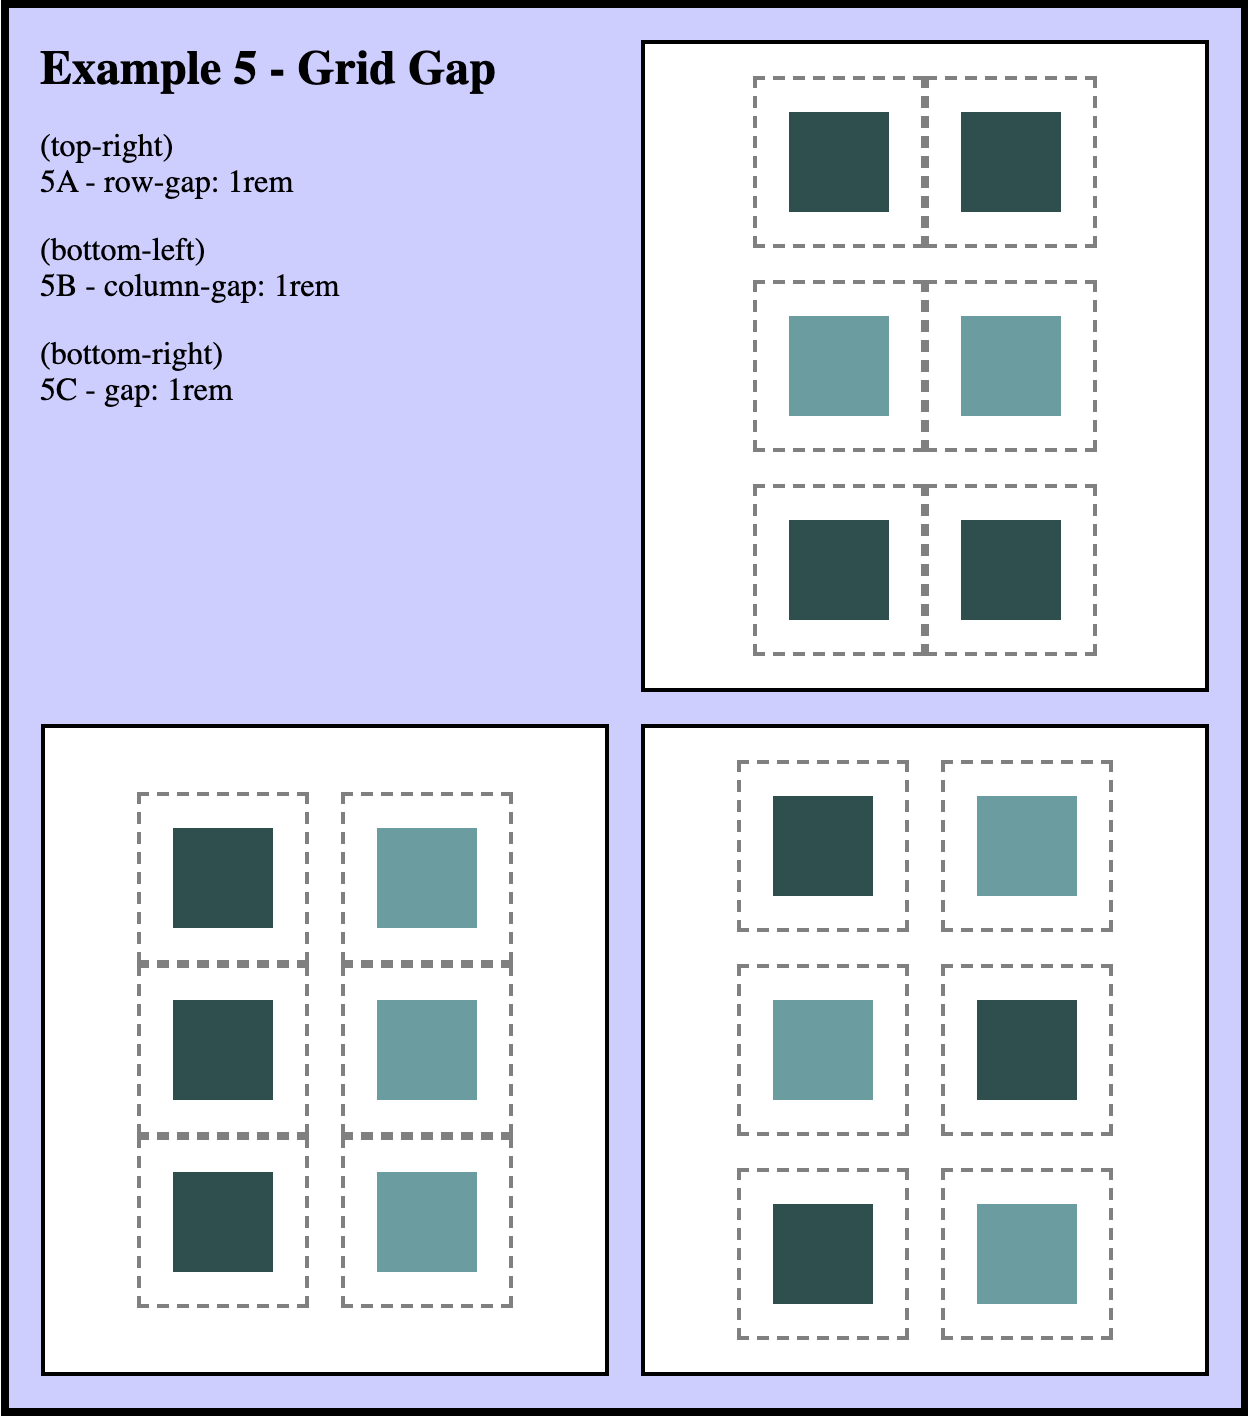 Example 5 - Grid Gap
(top-right)
5A - row-gap: 1rem
(bottom-left)
5B - column-gap: 1rem
(bottom-right)
5C - gap: 1rem